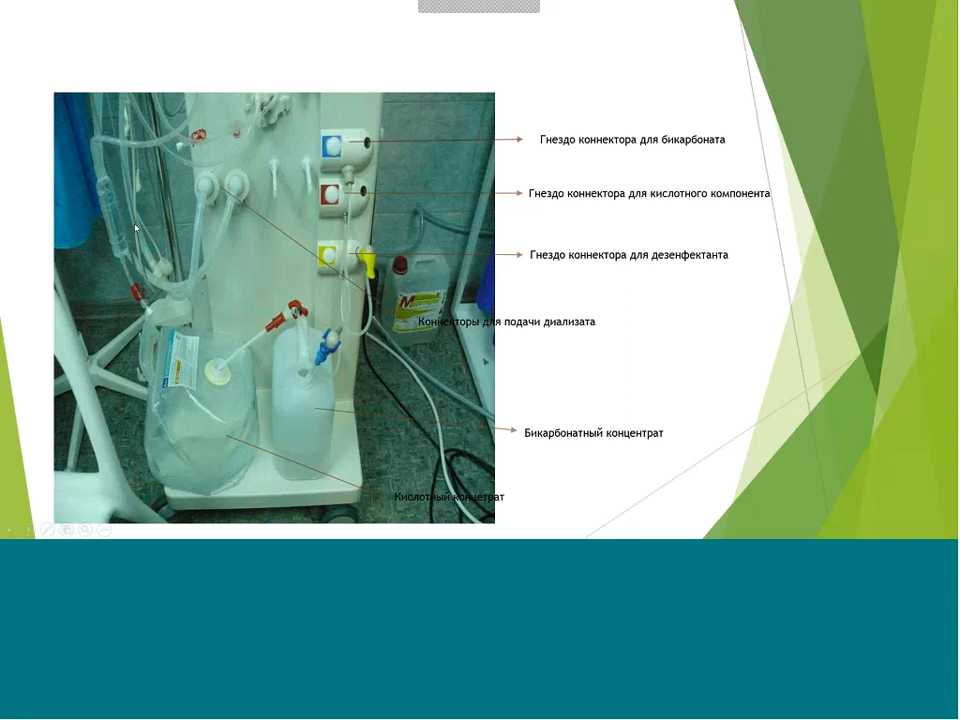 Гнездо коннектора для бикарбоната
Гнездо коннектора для кислотного компонента
Гнездо коннектора для дезенфектанта
Коннекторы для подачи диализата
Бикарбонатный концентрат
Кислотный концетрат